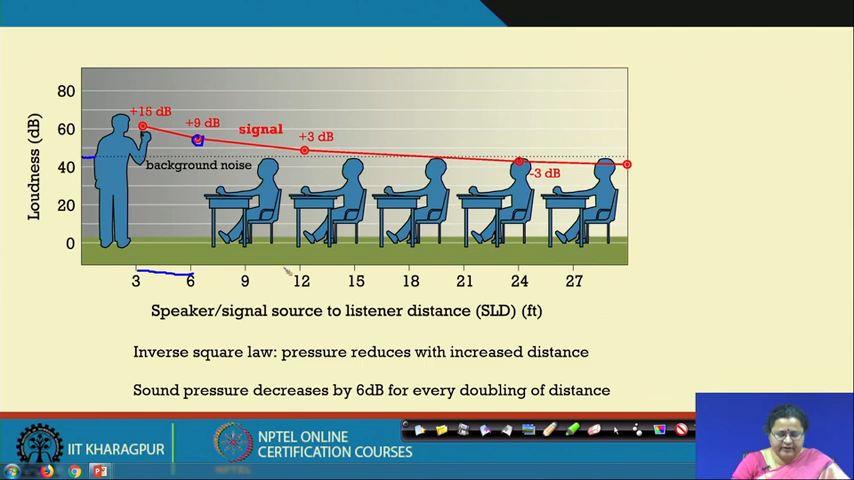 80
+15 dB
+9 dB
signal
60
+3 dB
background noise
40
-3 dB
20
0
Loudness (dB)
3 6 9 12 15 18 21 24 27
Speaker/signal source to listener distance (SLD) (ft)
Inverse square law: pressure reduces with increased distance
Sound pressure decreases by 6dB for every doubling of distance
IIT KHARAGPUR
NPTEL
NPTEL ONLINE
CERTIFICATION COURSES